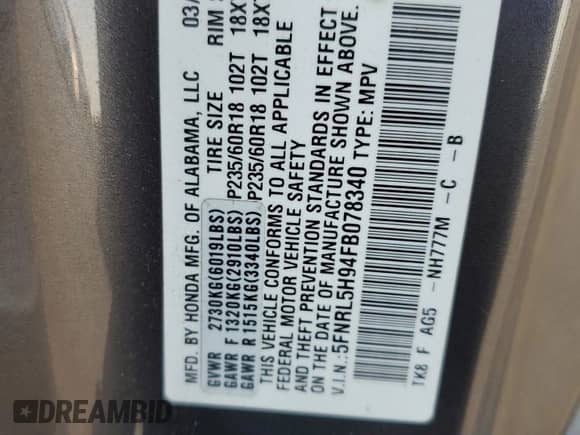 MFD. BY HONDA MFG. OF ALABAMA, LLC 03/
TIRE SIZE RIM
GVWR 2730KG(6019LBS)
GAWR F 1320KG(2910LBS) P235/60R18 102T 18X
GAWR R 1515KG(3340LBS) P235/60R18 102T 18X
THIS VEHICLE CONFORMS TO ALL APPLICABLE
FEDERAL MOTOR VEHICLE SAFETY
AND THEFT PREVENTION STANDARDS IN EFFECT
ON THE DATE OF MANUFACTURE SHOWN ABOVE.
V.I.N.: 5FNRL5H94FB078340 TYPE: MPV
TK8 F AG5 - NH777M - C - B
DREAMBID